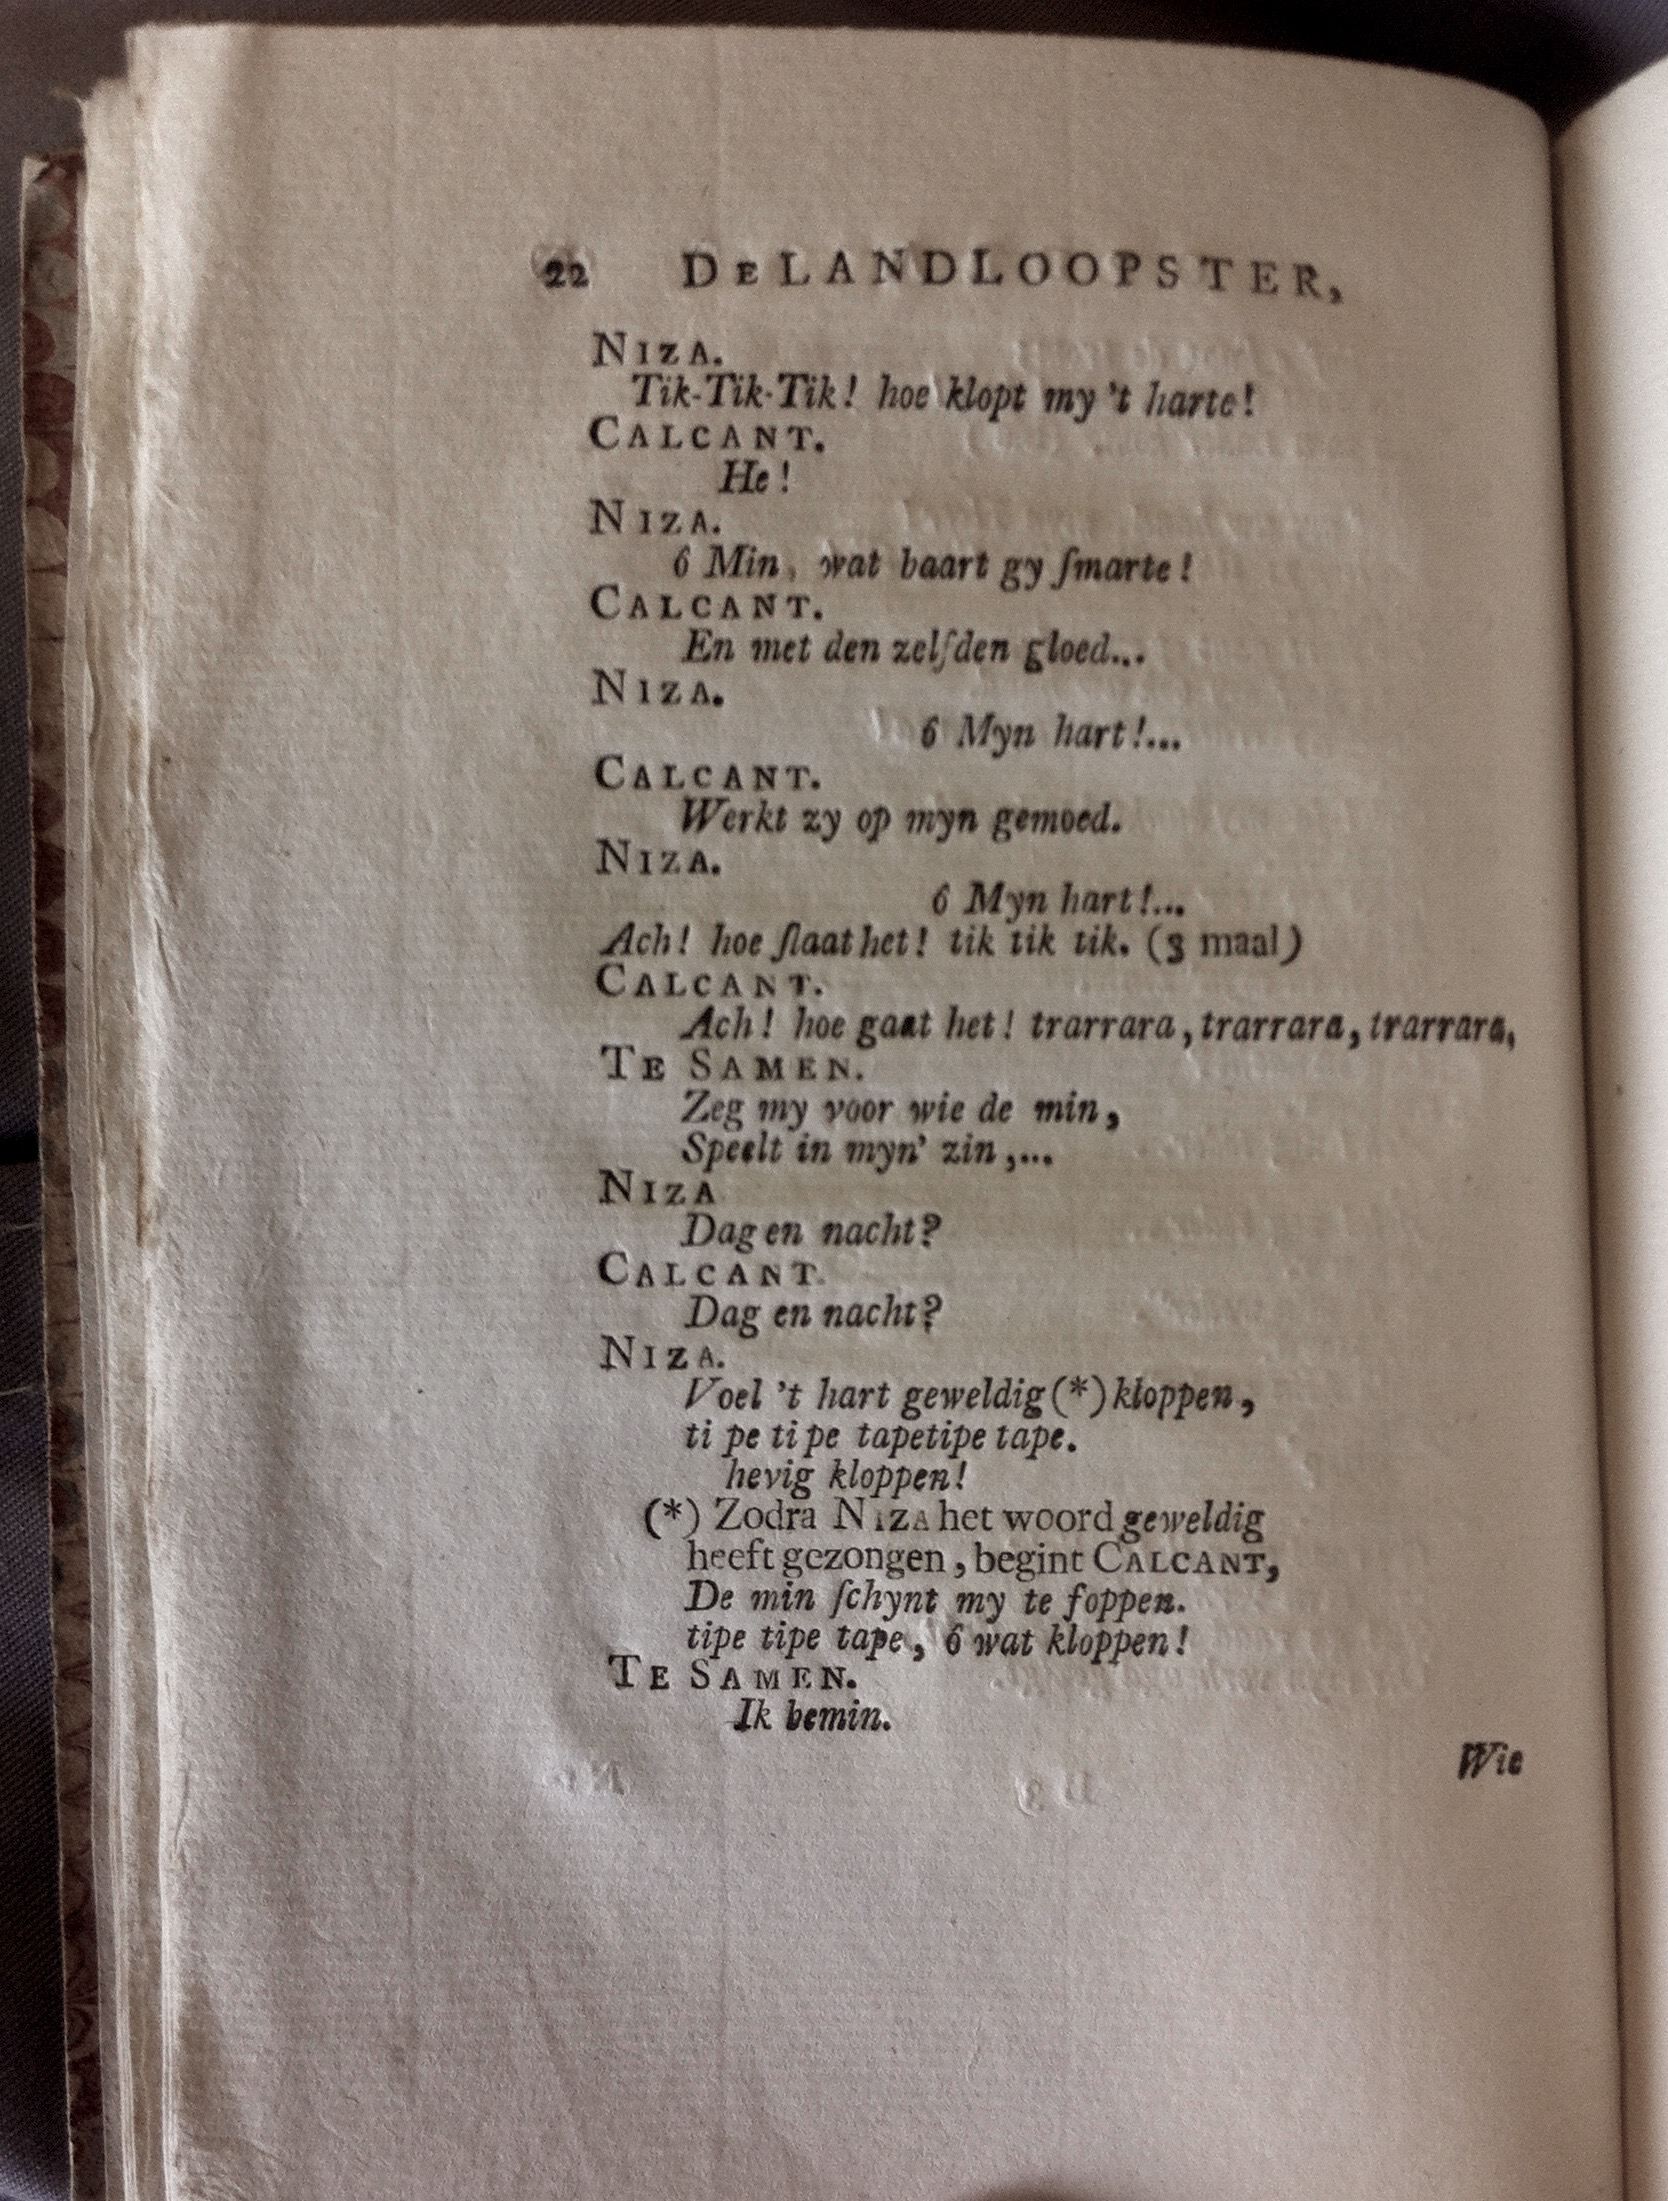 22 DE LANDLOOPSTER,
NIZA.
Tik-Tik-Tik! hoe klopt my 't harte!
CALCANT.
He!
NIZA.
ô Min, wat baart gy ſmarte!
CALCANT.
En met den zelfden gloed...
NIZA.
ô Myn hart!...
CALCANT.
Werkt zy op myn gemoed.
NIZA.
ô Myn hart!...
Ach! hoe ſlaat het! tik tik tik. (3 maal)
CALCANT.
Ach! hoe gaat het! trarrara, trarrara, trarrara,
TE SAMEN.
Zeg my voor wie de min,
Speelt in myn' zin,...
NIZA
Dag en nacht?
CALCANT.
Dag en nacht?
NIZA.
Voel 't hart geweldig (*) kloppen,
ti pe ti pe tapetipe tape.
hevig kloppen!
(*) Zodra NIZA het woord geweldig
heeft gezongen, begint CALCANT,
De min ſchynt my te foppen.
tipe tipe tape, ô wat kloppen!
TE SAMEN.
Ik bemin.
Wie